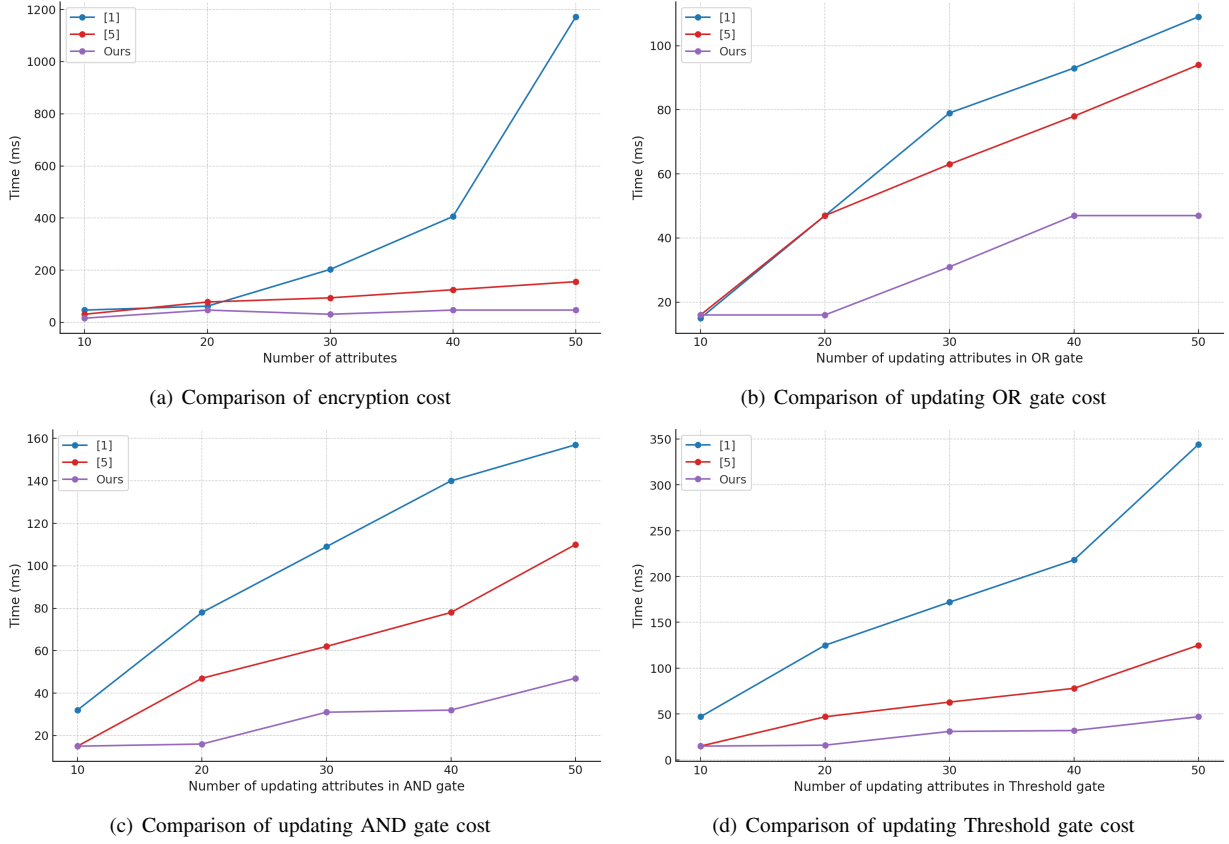 1200
1000
800
600
400
200
0
Time (ms)
[1]
[5]
Ours
10 20 30 40 50
Number of attributes
(a) Comparison of encryption cost
100
80
60
40
20
Time (ms)
[1]
[5]
Ours
10 20 30 40 50
Number of updating attributes in OR gate
(b) Comparison of updating OR gate cost
160
140
120
100
80
60
40
20
Time (ms)
[1]
[5]
Ours
10 20 30 40 50
Number of updating attributes in AND gate
(c) Comparison of updating AND gate cost
350
300
250
200
150
100
50
0
Time (ms)
[1]
[5]
Ours
10 20 30 40 50
Number of updating attributes in Threshold gate
(d) Comparison of updating Threshold gate cost